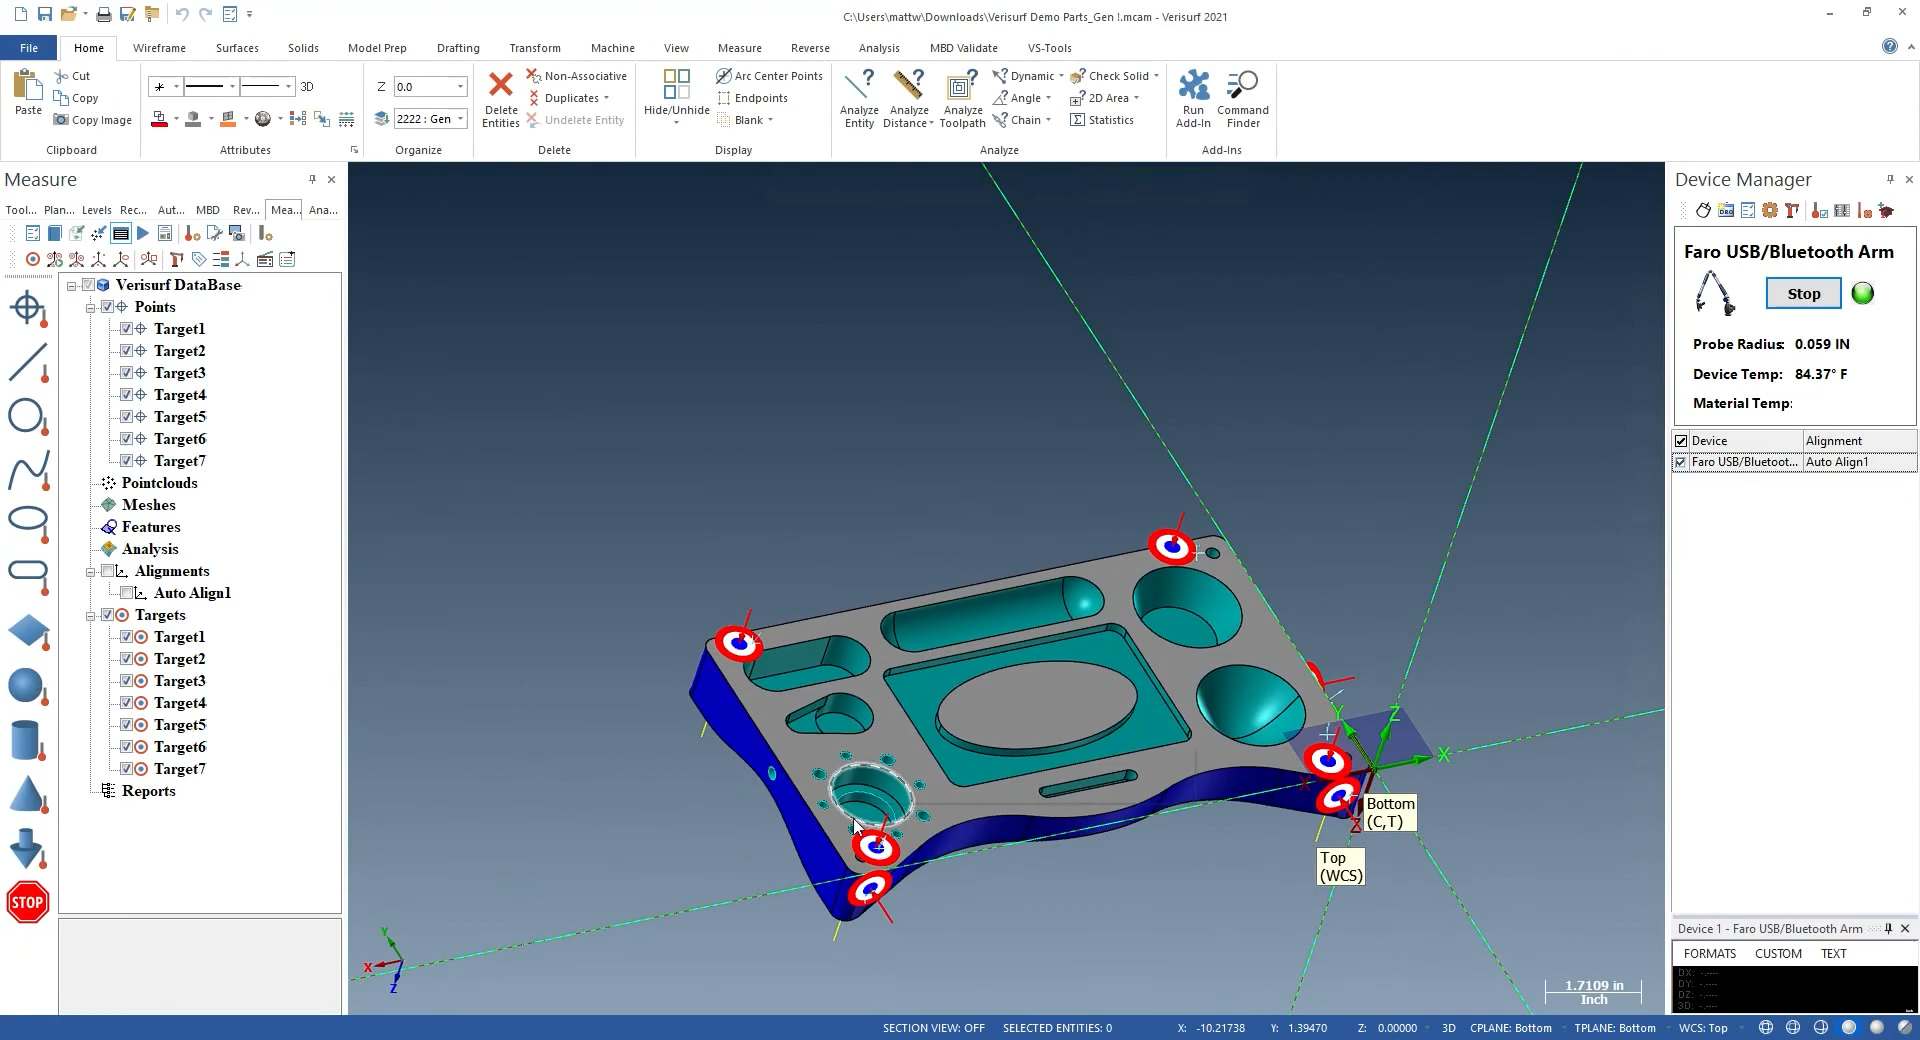 C:\Users\mattw\Downloads\Verisurf Demo Parts_Gen !.mcam - Verisurf 2021
File Home Wireframe Surfaces Solids Model Prep Drafting Transform Machine View Measure Reverse Analysis MBD Validate VS-Tools
Paste
Cut
Copy
Copy Image
Clipboard
3D
Attributes
Z 0.0
2222 : Gen
Organize
Delete
Entities
Non-Associative
Duplicates
Undelete Entity
Delete
Hide/Unhide
Arc Center Points
Endpoints
Blank
Display
Analyze
Entity
Analyze
Distance
Analyze
Toolpath
Dynamic
Angle
Chain
Check Solid
2D Area
Statistics
Analyze
Run
Add-In
Command
Finder
Add-Ins
Measure
Tool... Plan... Levels Rec... Aut... MBD Rev... Mea... Ana...
Verisurf DataBase
Points
Target1
Target2
Target3
Target4
Target5
Target6
Target7
Pointclouds
Meshes
Features
Analysis
Alignments
Auto Align1
Targets
Target1
Target2
Target3
Target4
Target5
Target6
Target7
Reports
STOP
Y
Z
X
X
Z
Bottom
(C,T)
Top
(WCS)
Y
X
Z
1.7109 in
Inch
Device Manager
Faro USB/Bluetooth Arm
Stop
Probe Radius: 0.059 IN
Device Temp: 84.37° F
Material Temp:
Device Alignment
Faro USB/Bluetoot... Auto Align1
Device 1 - Faro USB/Bluetooth Arm
FORMATS CUSTOM TEXT
DX: -.----
DY: -.----
DZ: -.----
3D: -.----
SECTION VIEW: OFF SELECTED ENTITIES: 0 X: -10.21738 Y: 1.39470 Z: 0.00000 3D CPLANE: Bottom TPLANE: Bottom WCS: Top